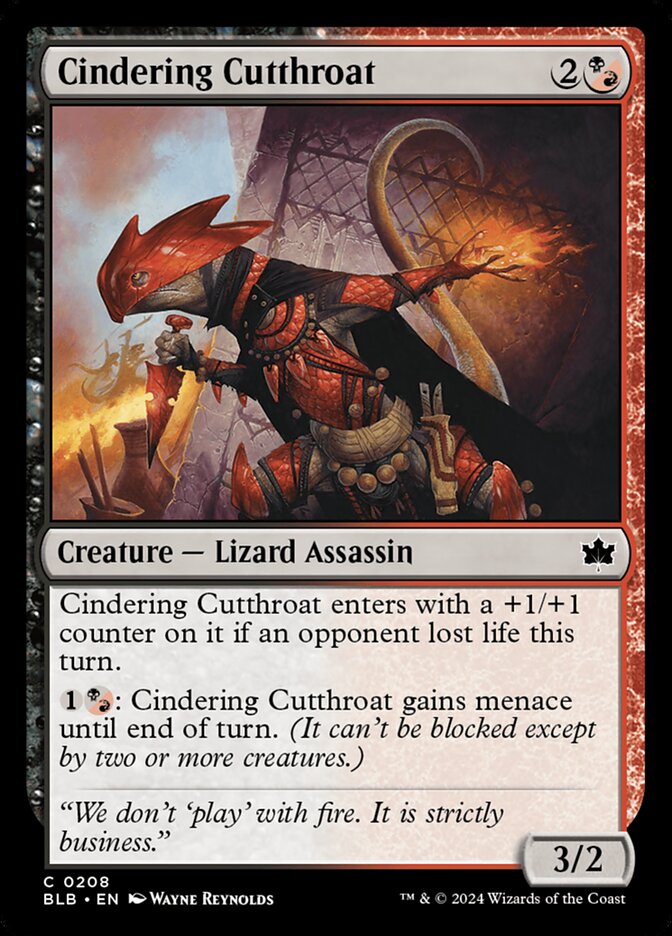 Cindering Cutthroat 2
Creature — Lizard Assassin
Cindering Cutthroat enters with a +1/+1
counter on it if an opponent lost life this
turn.
1: Cindering Cutthroat gains menace
until end of turn. (It can't be blocked except
by two or more creatures.)
“We don't ‘play’ with fire. It is strictly
business.”
3/2
C 0208
BLB • EN Wayne Reynolds
™ & © 2024 Wizards of the Coast